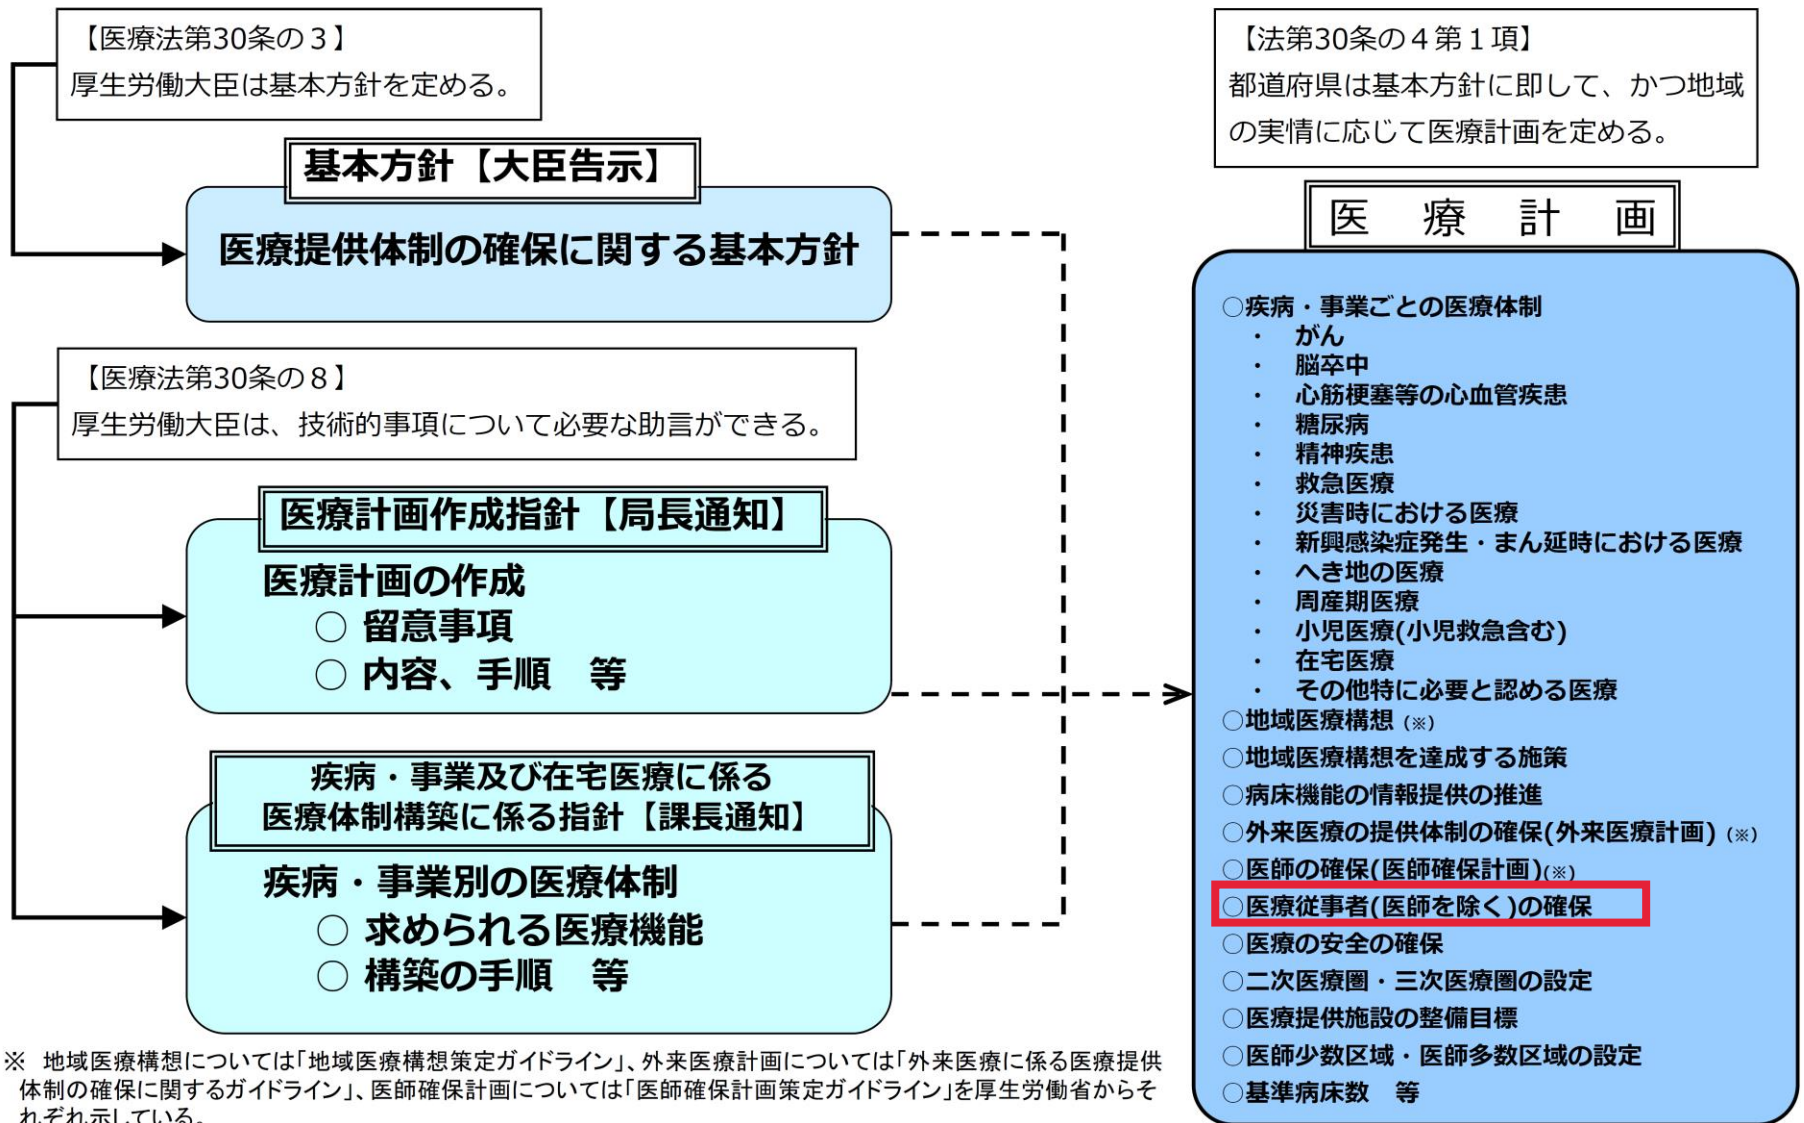 【医療法第30条の３】
厚生労働大臣は基本方針を定める。
基本方針【大臣告示】
医療提供体制の確保に関する基本方針
【医療法第30条の８】
厚生労働大臣は、技術的事項について必要な助言ができる。
医療計画作成指針【局長通知】
医療計画の作成
○ 留意事項
○ 内容、手順　等
疾病・事業及び在宅医療に係る
医療体制構築に係る指針【課長通知】
疾病・事業別の医療体制
○ 求められる医療機能
○ 構築の手順　等
※ 地域医療構想については「地域医療構想策定ガイドライン」、外来医療計画については「外来医療に係る医療提供
体制の確保に関するガイドライン」、医師確保計画については「医師確保計画策定ガイドライン」を厚生労働省からそ
れぞれ示している。
【法第30条の４第１項】
都道府県は基本方針に即して、かつ地域
の実情に応じて医療計画を定める。
医　療　計　画
○疾病・事業ごとの医療体制
・ がん
・ 脳卒中
・ 心筋梗塞等の心血管疾患
・ 糖尿病
・ 精神疾患
・ 救急医療
・ 災害時における医療
・ 新興感染症発生・まん延時における医療
・ へき地の医療
・ 周産期医療
・ 小児医療(小児救急含む)
・ 在宅医療
・ その他特に必要と認める医療
○地域医療構想（※）
○地域医療構想を達成する施策
○病床機能の情報提供の推進
○外来医療の提供体制の確保(外来医療計画)（※）
○医師の確保(医師確保計画)(※)
○医療従事者(医師を除く)の確保
○医療の安全の確保
○二次医療圏・三次医療圏の設定
○医療提供施設の整備目標
○医師少数区域・医師多数区域の設定
○基準病床数　等